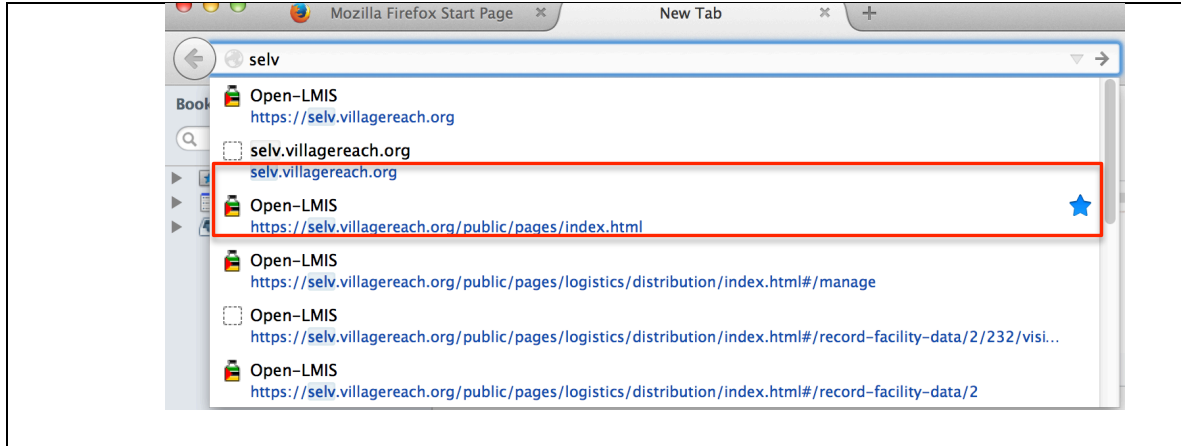 Mozilla Firefox Start Page
New Tab
selv
Book
Open-LMIS
https://selv.villagereach.org
selv.villagereach.org
selv.villagereach.org
Open-LMIS
https://selv.villagereach.org/public/pages/index.html
Open-LMIS
https://selv.villagereach.org/public/pages/logistics/distribution/index.html#/manage
Open-LMIS
https://selv.villagereach.org/public/pages/logistics/distribution/index.html#/record-facility-data/2/232/visi...
Open-LMIS
https://selv.villagereach.org/public/pages/logistics/distribution/index.html#/record-facility-data/2